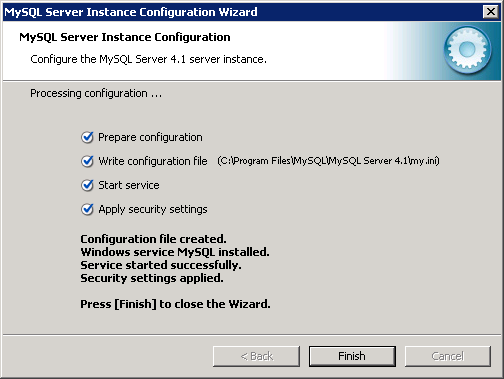 MySQL Server Instance Configuration Wizard
MySQL Server Instance Configuration
Configure the MySQL Server 4.1 server instance.
Processing configuration ...
Prepare configuration
Write configuration file (C:\Program Files\MySQL\MySQL Server 4.1\my.ini)
Start service
Apply security settings
Configuration file created.
Windows service MySQL installed.
Service started successfully.
Security settings applied.
Press [Finish] to close the Wizard.
< Back Finish Cancel